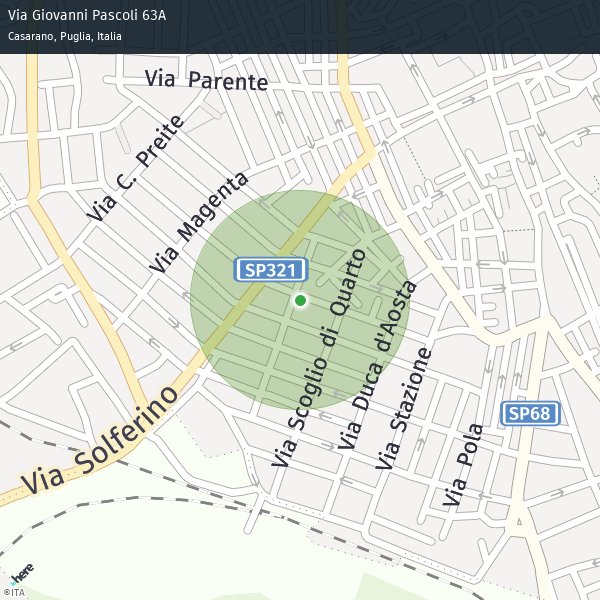 Via Giovanni Pascoli 63A
Casarano, Puglia, Italia
Via Parente
Via C. Preite
Via Magenta
SP321
Via Scoglio di Quarto
Via Duca d'Aosta
Via Stazione
Via Solferino
SP68
Via Pola
here
©ITA